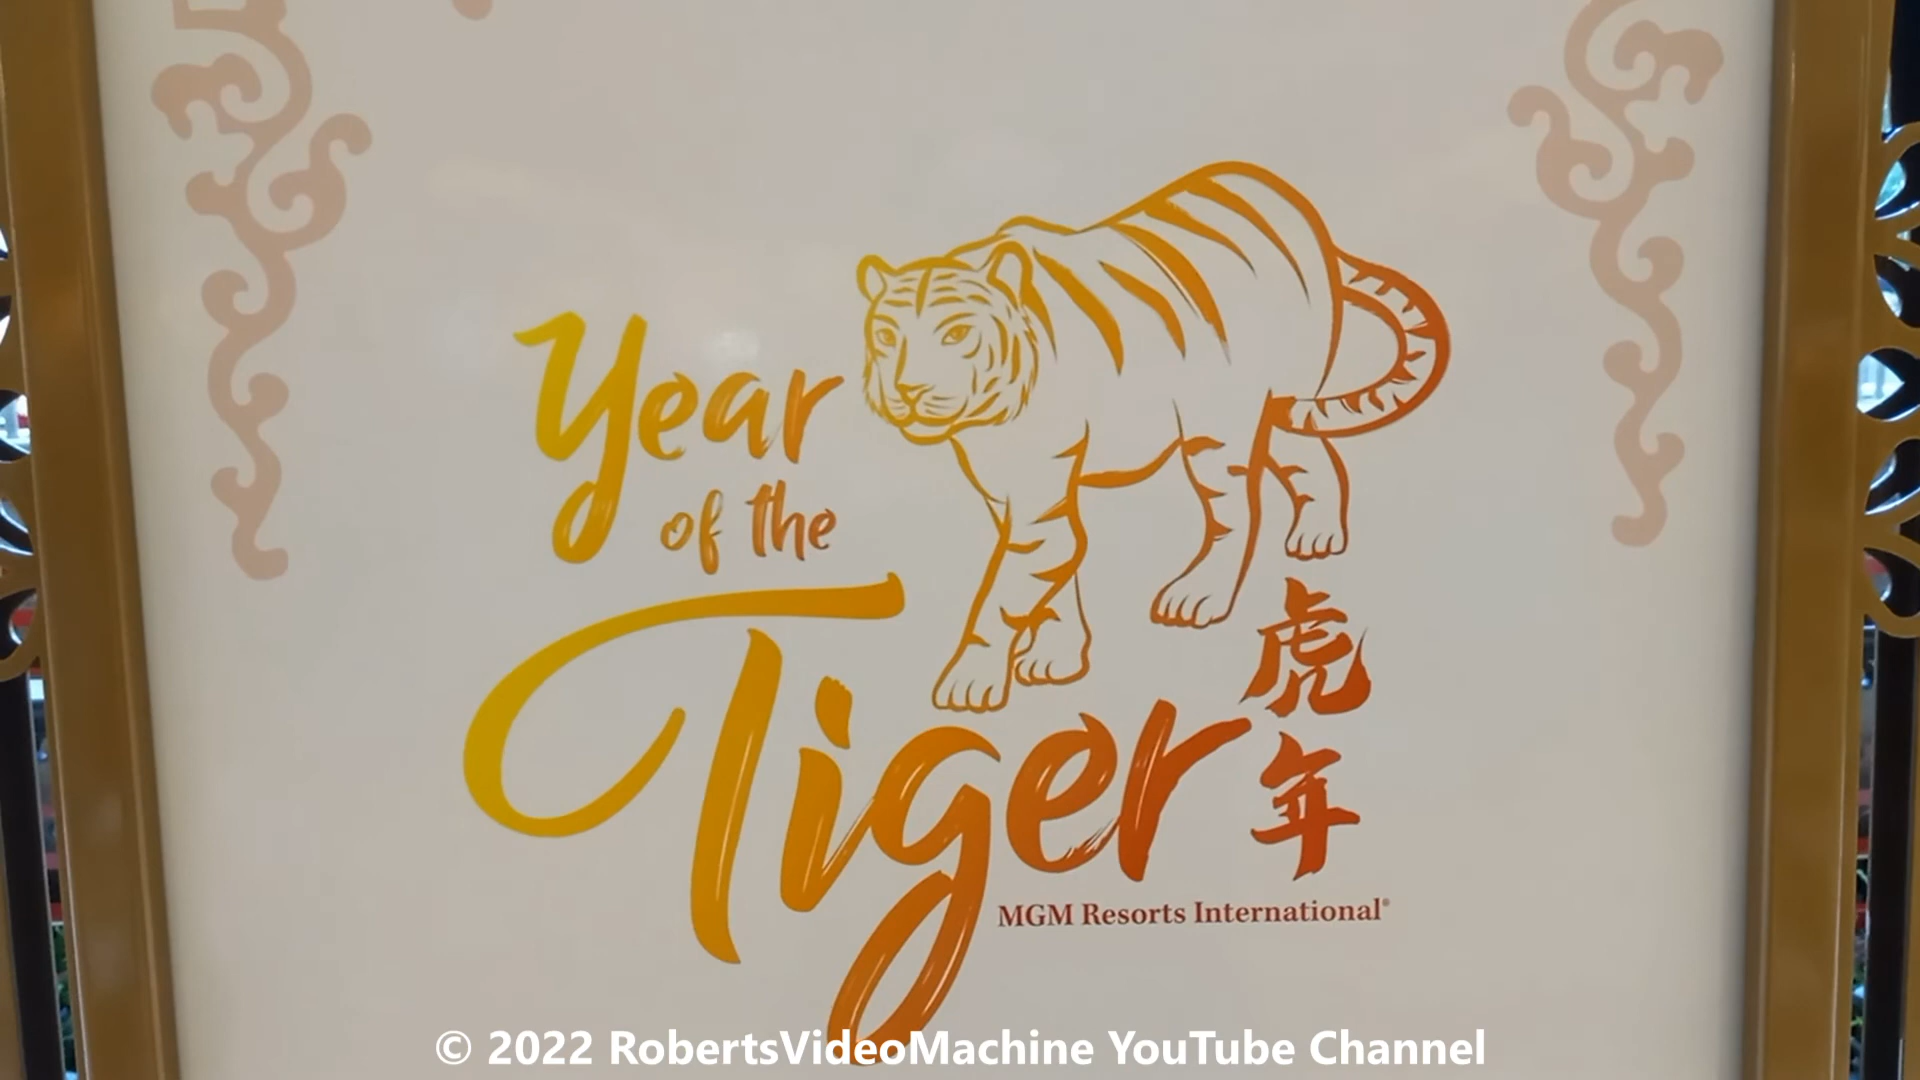 Year
of the
Tiger
虎年
MGM Resorts International®
© 2022 RobertsVideoMachine YouTube Channel